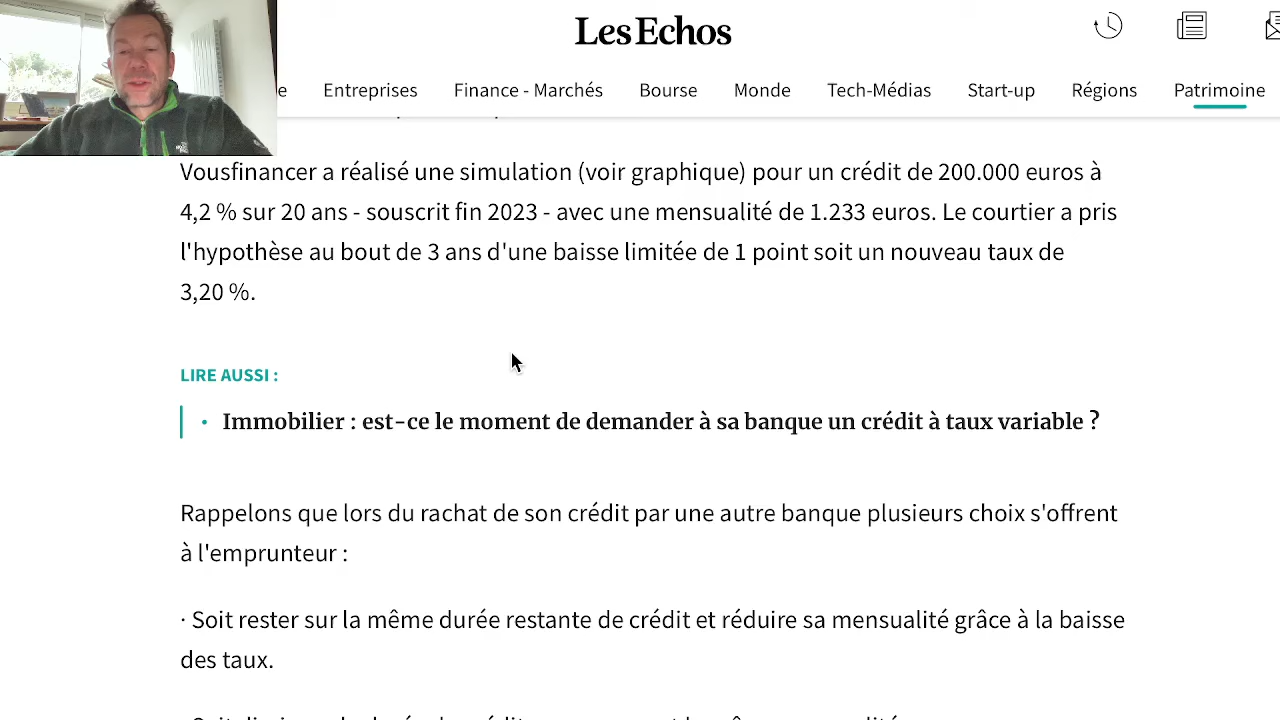 Les Echos
Entreprises Finance - Marchés Bourse Monde Tech-Médias Start-up Régions Patrimoine
Vousfinancer a réalisé une simulation (voir graphique) pour un crédit de 200.000 euros à
4,2 % sur 20 ans - souscrit fin 2023 - avec une mensualité de 1.233 euros. Le courtier a pris
l'hypothèse au bout de 3 ans d'une baisse limitée de 1 point soit un nouveau taux de
3,20 %.
LIRE AUSSI :
• Immobilier : est-ce le moment de demander à sa banque un crédit à taux variable ?
Rappelons que lors du rachat de son crédit par une autre banque plusieurs choix s'offrent
à l'emprunteur :
· Soit rester sur la même durée restante de crédit et réduire sa mensualité grâce à la baisse
des taux.